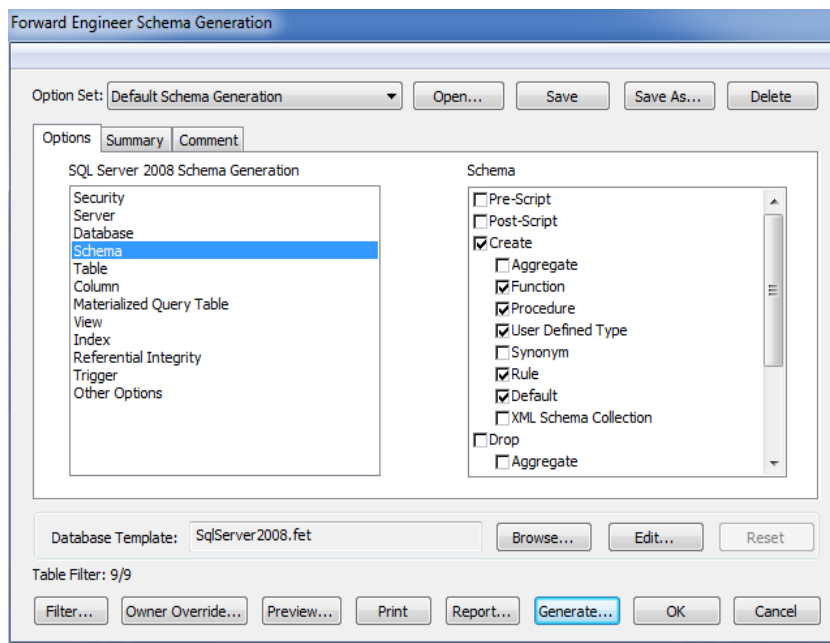 Forward Engineer Schema Generation
Option Set: Default Schema Generation Open... Save Save As... Delete
Options Summary Comment
SQL Server 2008 Schema Generation
Security
Server
Database
Schema
Table
Column
Materialized Query Table
View
Index
Referential Integrity
Trigger
Other Options
Schema
Pre-Script
Post-Script
Create
Aggregate
Function
Procedure
User Defined Type
Synonym
Rule
Default
XML Schema Collection
Drop
Aggregate
Database Template: SqlServer2008.fet Browse... Edit... Reset
Table Filter: 9/9
Filter... Owner Override... Preview... Print Report... Generate... OK Cancel